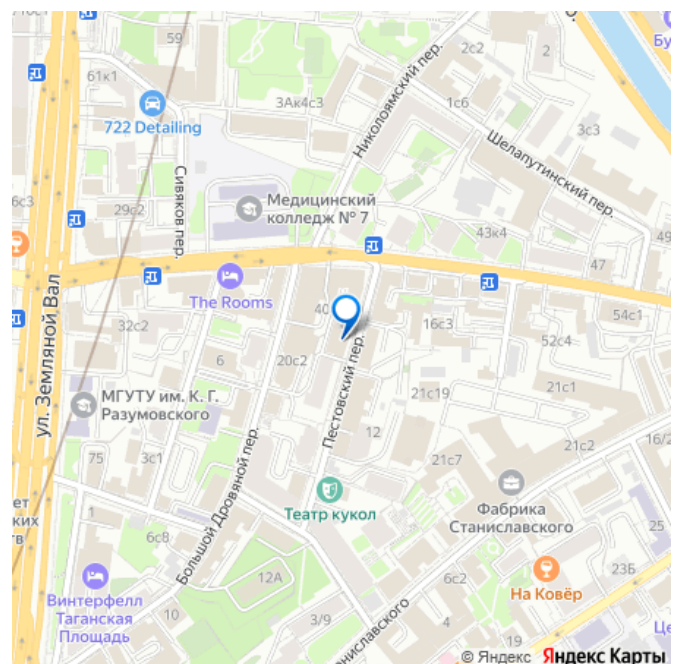 59
2с2
2
Бу
61к1
3Ак4с3
1с6
722 Detailing
Николоямский пер.
3с3
Шелапутинский пер.
Сивяков пер.
6с3
29с2
Медицинский
колледж № 7
43к4
49
47
The Rooms
ул. Земляной Вал
32с2
40
16с3
54с1
52с4
6
20с2
Пестовский пер.
21с19
21с1
МГУТУ им. К. Г.
Разумовского
12
75
3с1
21с7
21с2
16/2
Большой Дровяной пер.
Театр кукол
Фабрика
Станиславского
1
6с8
25
12А
6с2
23Б
На Ковёр
Винтерфелл
Таганская
Площадь
10
3/9
4
19
© Яндекс Яндекс Карты